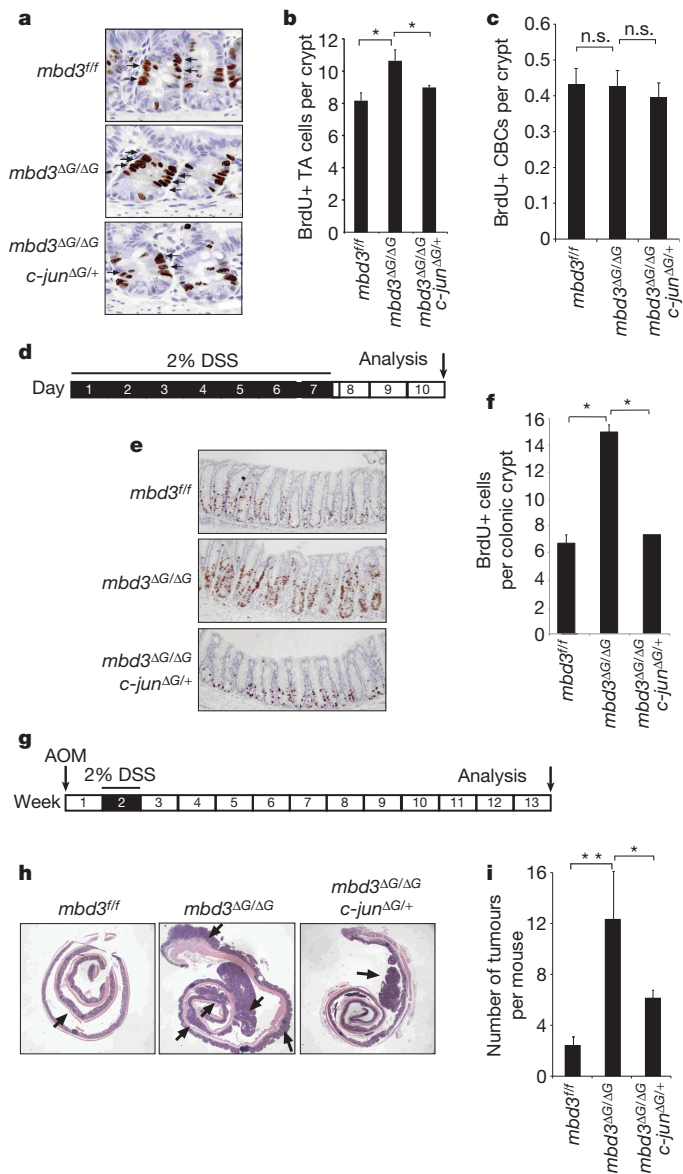 a
mbd3f/f
mbd3ΔG/ΔG
mbd3ΔG/ΔG
c-junΔG/+
b
BrdU+ TA cells per crypt
12
10
8
6
4
2
0
* *
mbd3f/f
mbd3ΔG/ΔG
mbd3ΔG/ΔG
c-junΔG/+
c
BrdU+ CBCs per crypt
0.6
0.5
0.4
0.3
0.2
0.1
0
n.s. n.s.
mbd3f/f
mbd3ΔG/ΔG
mbd3ΔG/ΔG
c-junΔG/+
d
2% DSS Analysis
Day 1 2 3 4 5 6 7 8 9 10
e
mbd3f/f
mbd3ΔG/ΔG
mbd3ΔG/ΔG
c-junΔG/+
f
BrdU+ cells
per colonic crypt
16
14
12
10
8
6
4
2
0
* *
mbd3f/f
mbd3ΔG/ΔG
mbd3ΔG/ΔG
c-junΔG/+
g
AOM
2% DSS Analysis
Week 1 2 3 4 5 6 7 8 9 10 11 12 13
h
mbd3f/f
mbd3ΔG/ΔG
mbd3ΔG/ΔG
c-junΔG/+
i
Number of tumours
per mouse
16
12
8
4
0
* * *
mbd3f/f
mbd3ΔG/ΔG
mbd3ΔG/ΔG
c-junΔG/+